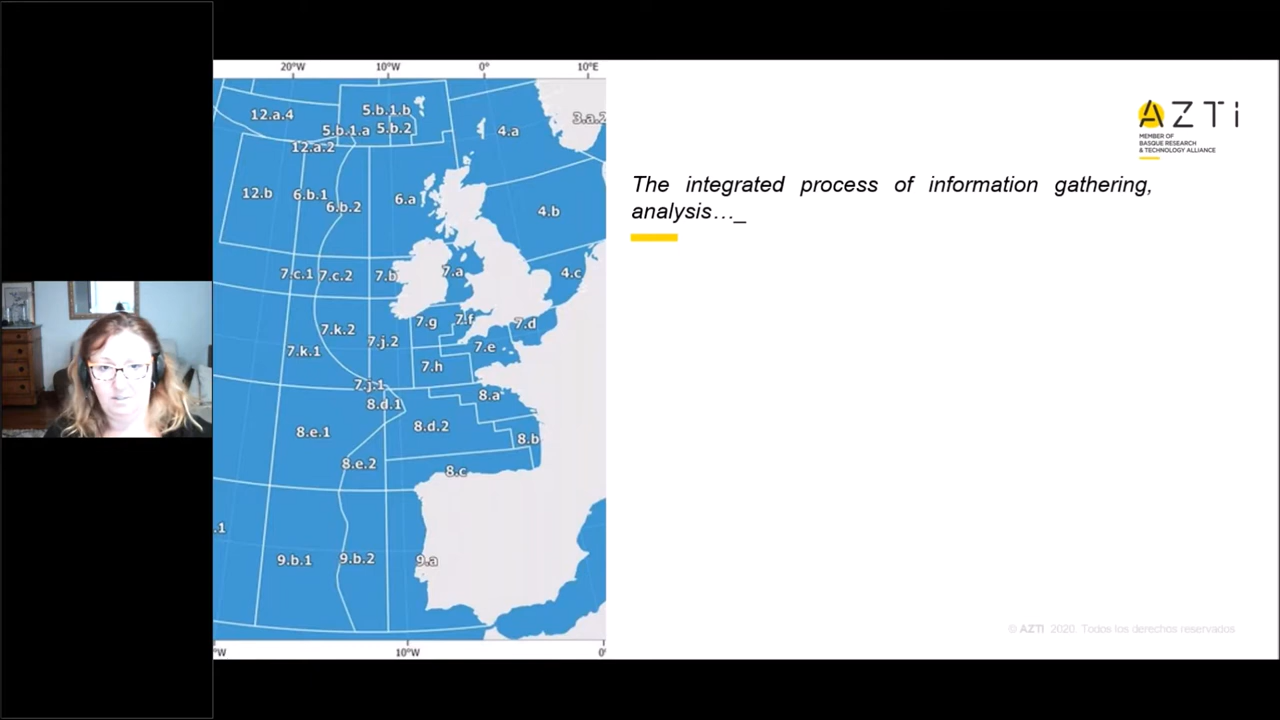 20°W 10°W 0° 10°E
12.a.4 5.b.1.b
5.b.1.a 5.b.2 4.a 3.a.2
12.a.2
12.b 6.b.1 6.b.2 6.a 4.b
7.c.1 7.c.2 7.b 7.a 4.c
7.k.2 7.j.2 7.g 7.f 7.d
7.k.1 7.h 7.e
7.j.1
8.d.1 8.a
8.e.1 8.d.2 8.b
8.e.2 8.c
.1
9.b.1 9.b.2 9.a
°W 10°W 0°
AZTi
MEMBER OF
BASQUE RESEARCH
& TECHNOLOGY ALLIANCE
The integrated process of information gathering,
analysis…_
© AZTI 2020. Todos los derechos reservados